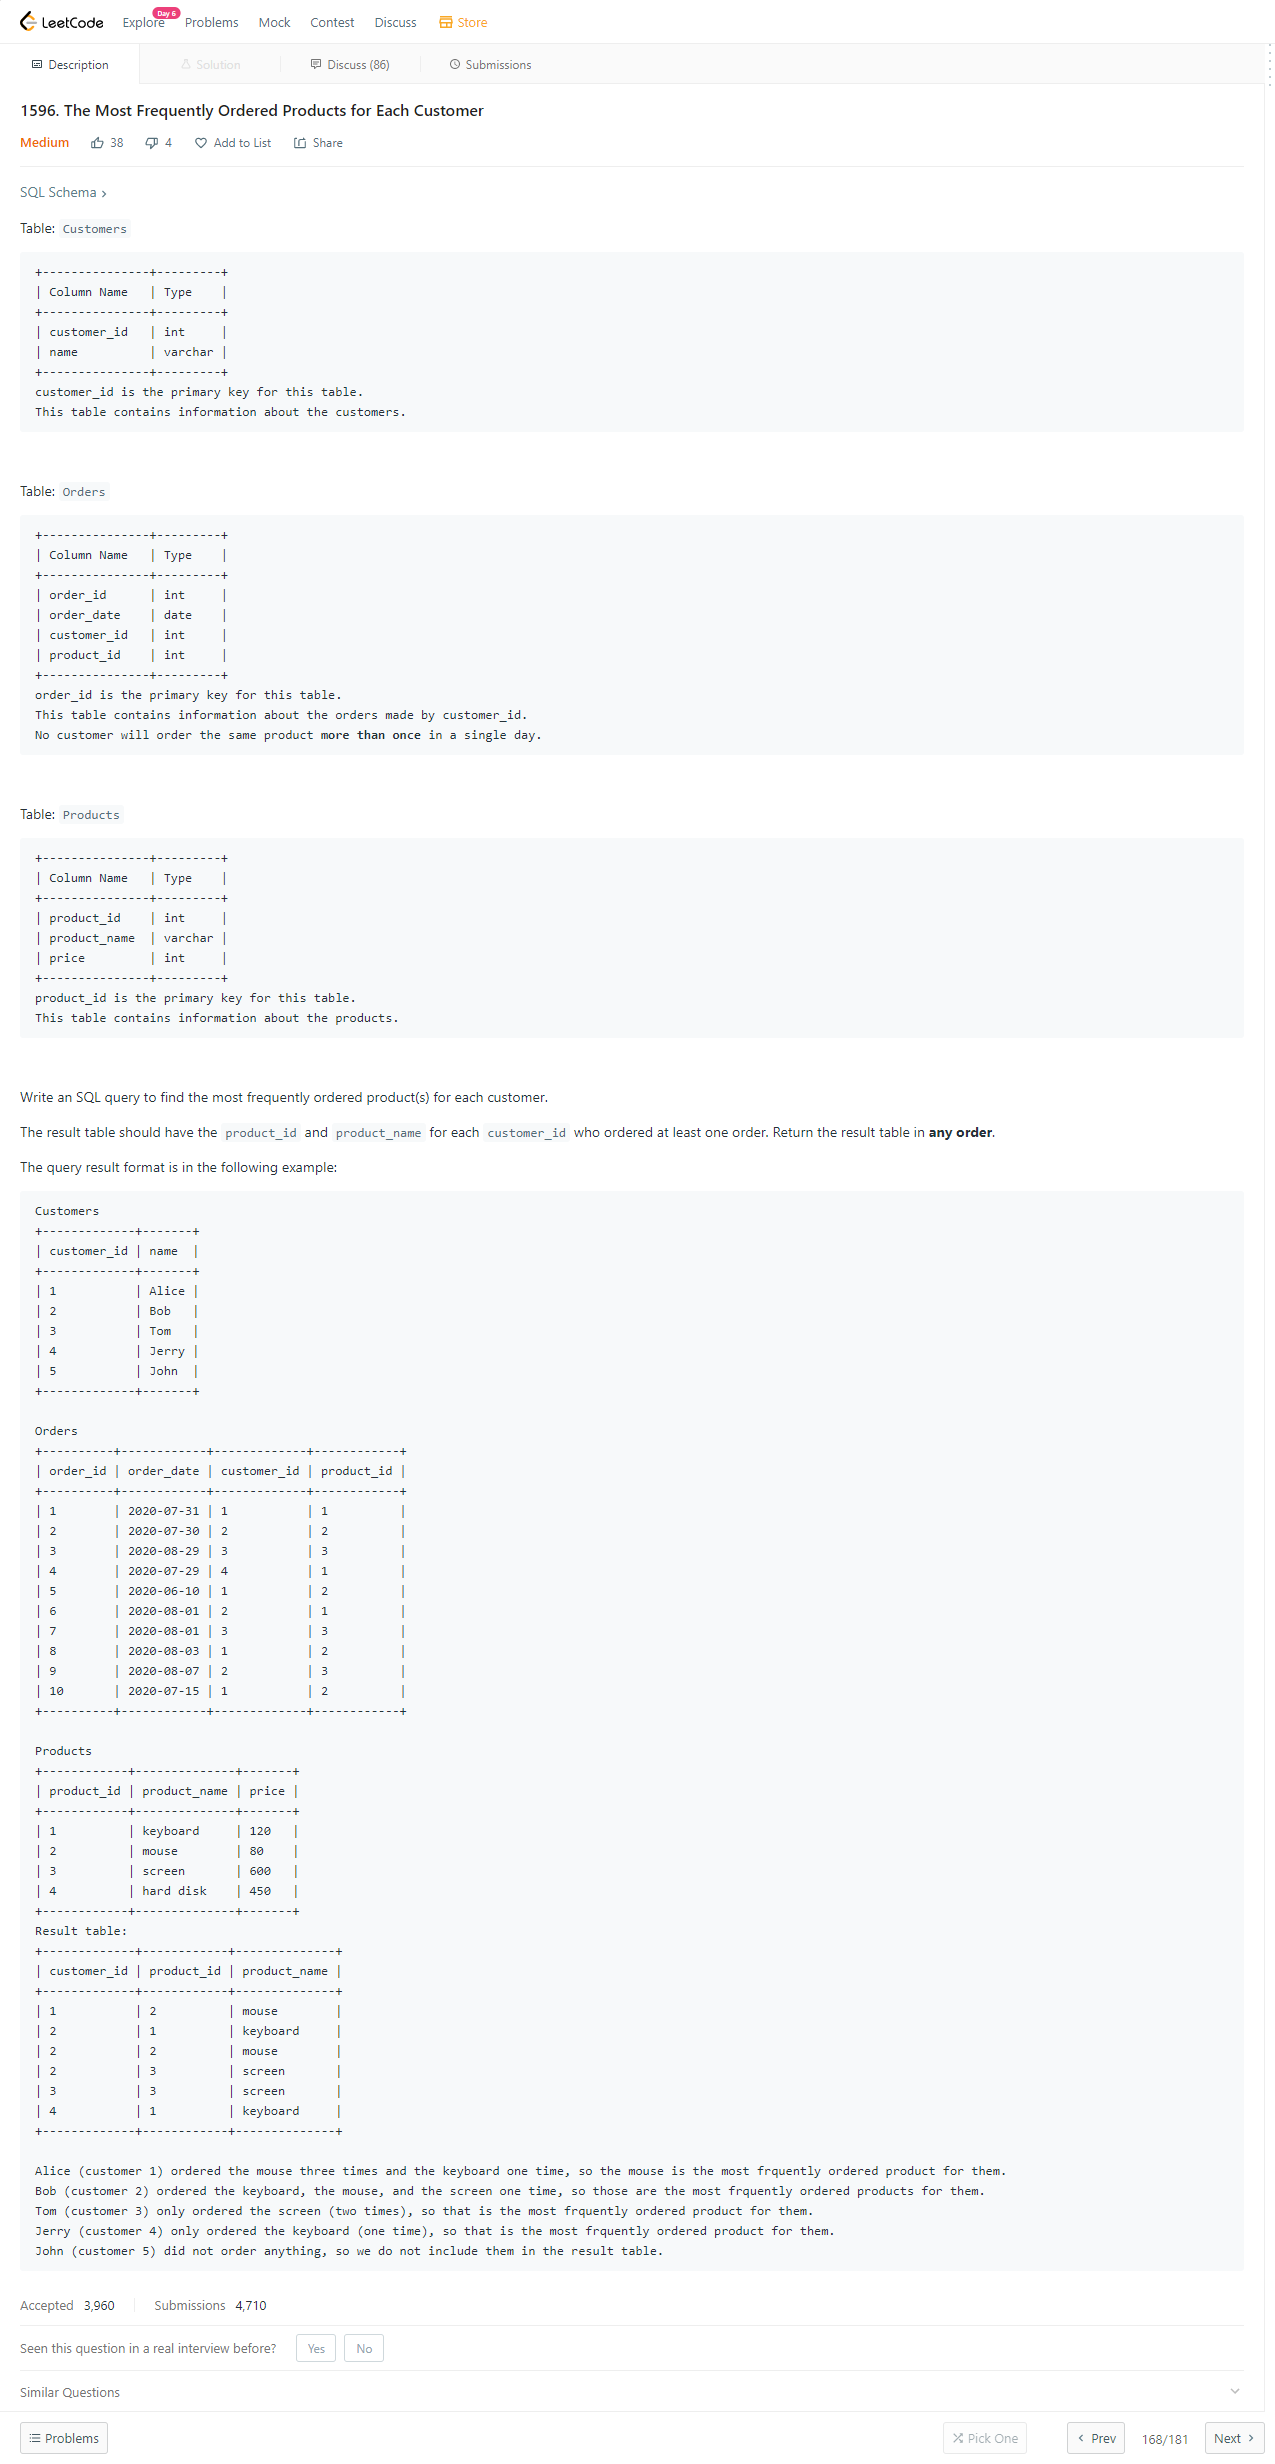 LeetCode Explore Day 6 Problems Mock Contest Discuss Store
Description Solution Discuss (86) Submissions
1596. The Most Frequently Ordered Products for Each Customer
Medium 38 4 Add to List Share
SQL Schema ›
Table: Customers
+---------------+---------+
| Column Name   | Type    |
+---------------+---------+
| customer_id   | int     |
| name          | varchar |
+---------------+---------+
customer_id is the primary key for this table.
This table contains information about the customers.
Table: Orders
+---------------+---------+
| Column Name   | Type    |
+---------------+---------+
| order_id      | int     |
| order_date    | date    |
| customer_id   | int     |
| product_id    | int     |
+---------------+---------+
order_id is the primary key for this table.
This table contains information about the orders made by customer_id.
No customer will order the same product more than once in a single day.
Table: Products
+---------------+---------+
| Column Name   | Type    |
+---------------+---------+
| product_id    | int     |
| product_name  | varchar |
| price         | int     |
+---------------+---------+
product_id is the primary key for this table.
This table contains information about the products.
Write an SQL query to find the most frequently ordered product(s) for each customer.
The result table should have the product_id and product_name for each customer_id who ordered at least one order. Return the result table in any order.
The query result format is in the following example:
Customers
+-------------+-------+
| customer_id | name  |
+-------------+-------+
| 1           | Alice |
| 2           | Bob   |
| 3           | Tom   |
| 4           | Jerry |
| 5           | John  |
+-------------+-------+
Orders
+----------+------------+-------------+------------+
| order_id | order_date | customer_id | product_id |
+----------+------------+-------------+------------+
| 1        | 2020-07-31 | 1           | 1          |
| 2        | 2020-07-30 | 2           | 2          |
| 3        | 2020-08-29 | 3           | 3          |
| 4        | 2020-07-29 | 4           | 1          |
| 5        | 2020-06-10 | 1           | 2          |
| 6        | 2020-08-01 | 2           | 1          |
| 7        | 2020-08-01 | 3           | 3          |
| 8        | 2020-08-03 | 1           | 2          |
| 9        | 2020-08-07 | 2           | 3          |
| 10       | 2020-07-15 | 1           | 2          |
+----------+------------+-------------+------------+
Products
+------------+--------------+-------+
| product_id | product_name | price |
+------------+--------------+-------+
| 1          | keyboard     | 120   |
| 2          | mouse        | 80    |
| 3          | screen       | 600   |
| 4          | hard disk    | 450   |
+------------+--------------+-------+
Result table:
+-------------+------------+--------------+
| customer_id | product_id | product_name |
+-------------+------------+--------------+
| 1           | 2          | mouse        |
| 2           | 1          | keyboard     |
| 2           | 2          | mouse        |
| 2           | 3          | screen       |
| 3           | 3          | screen       |
| 4           | 1          | keyboard     |
+-------------+------------+--------------+
Alice (customer 1) ordered the mouse three times and the keyboard one time, so the mouse is the most frquently ordered product for them.
Bob (customer 2) ordered the keyboard, the mouse, and the screen one time, so those are the most frquently ordered products for them.
Tom (customer 3) only ordered the screen (two times), so that is the most frquently ordered product for them.
Jerry (customer 4) only ordered the keyboard (one time), so that is the most frquently ordered product for them.
John (customer 5) did not order anything, so we do not include them in the result table.
Accepted 3,960 Submissions 4,710
Seen this question in a real interview before? Yes No
Similar Questions
Problems Pick One ‹ Prev 168/181 Next ›